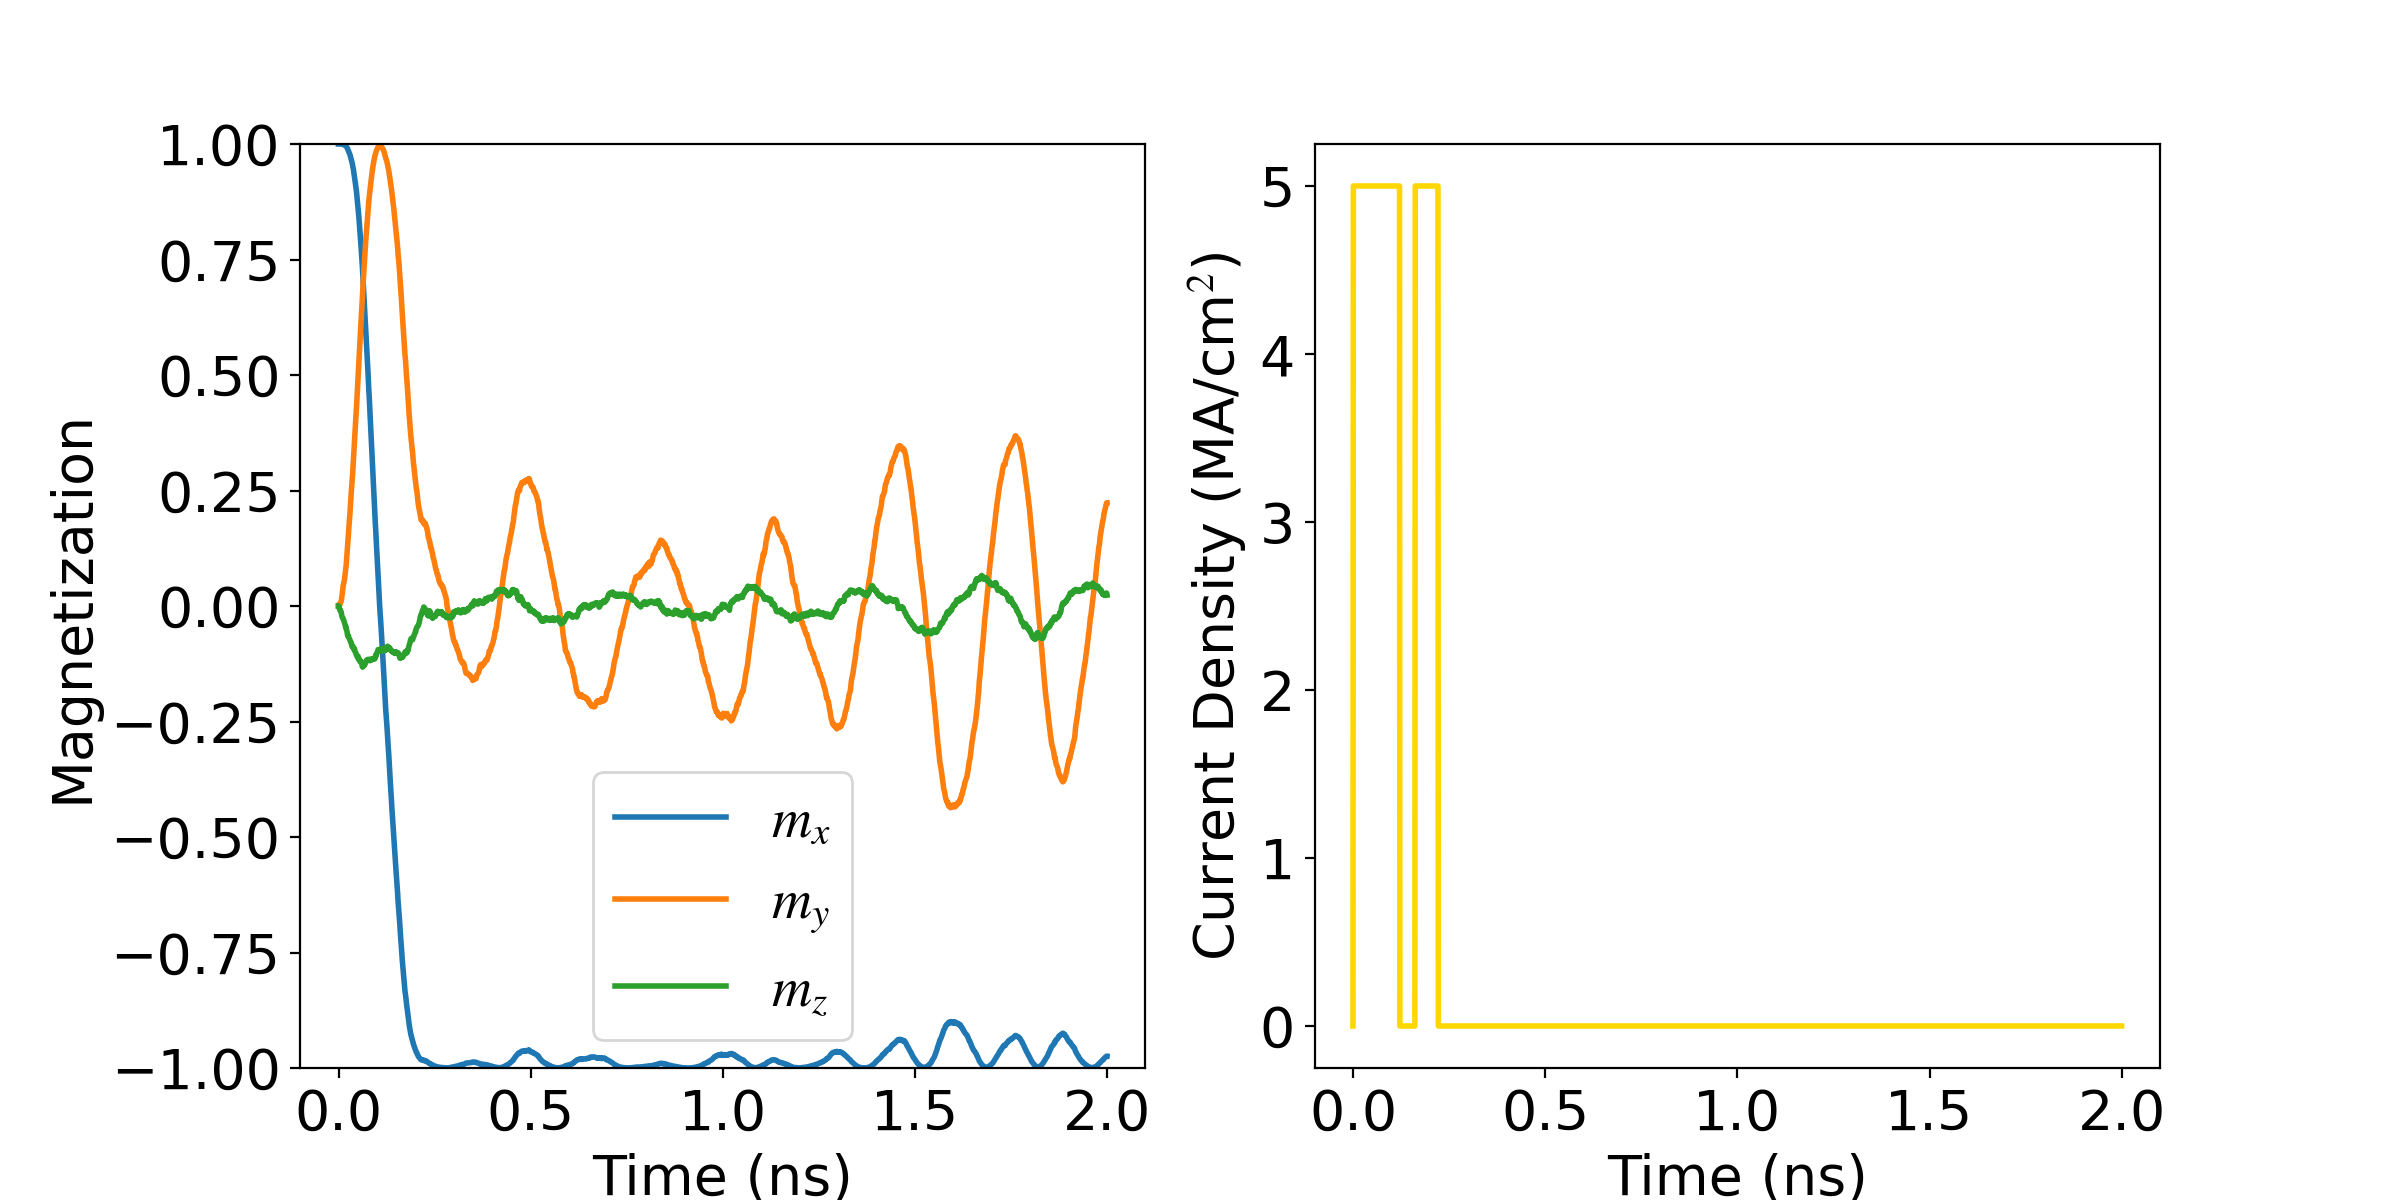 Magnetization
1.00
0.75
0.50
0.25
0.00
−0.25
−0.50
−0.75
−1.00
0.0 0.5 1.0 1.5 2.0
Time (ns)
m_x
m_y
m_z
Current Density (MA/cm²)
5
4
3
2
1
0
0.0 0.5 1.0 1.5 2.0
Time (ns)